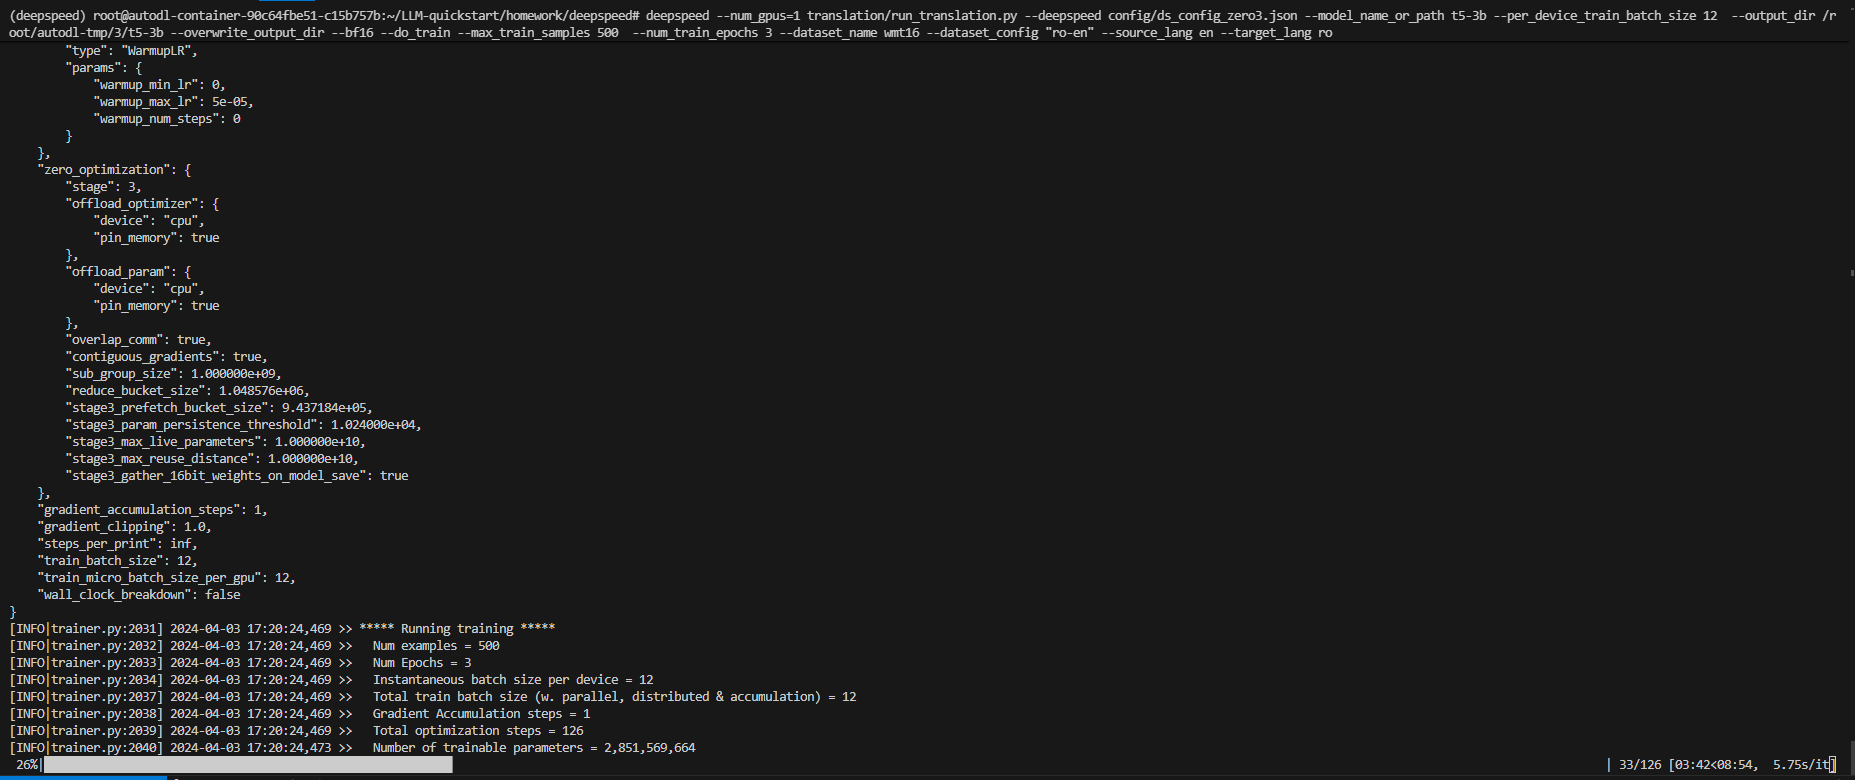 (deepspeed) root@autodl-container-90c64fbe51-c15b757b:~/LLM-quickstart/homework/deepspeed# deepspeed --num_gpus=1 translation/run_translation.py --deepspeed config/ds_config_zero3.json --model_name_or_path t5-3b --per_device_train_batch_size 12  --output_dir /r
oot/autodl-tmp/3/t5-3b --overwrite_output_dir --bf16 --do_train --max_train_samples 500  --num_train_epochs 3 --dataset_name wmt16 --dataset_config "ro-en" --source_lang en --target_lang ro
        "type": "WarmupLR",
        "params": {
            "warmup_min_lr": 0,
            "warmup_max_lr": 5e-05,
            "warmup_num_steps": 0
        }
    },
    "zero_optimization": {
        "stage": 3,
        "offload_optimizer": {
            "device": "cpu",
            "pin_memory": true
        },
        "offload_param": {
            "device": "cpu",
            "pin_memory": true
        },
        "overlap_comm": true,
        "contiguous_gradients": true,
        "sub_group_size": 1.000000e+09,
        "reduce_bucket_size": 1.048576e+06,
        "stage3_prefetch_bucket_size": 9.437184e+05,
        "stage3_param_persistence_threshold": 1.024000e+04,
        "stage3_max_live_parameters": 1.000000e+10,
        "stage3_max_reuse_distance": 1.000000e+10,
        "stage3_gather_16bit_weights_on_model_save": true
    },
    "gradient_accumulation_steps": 1,
    "gradient_clipping": 1.0,
    "steps_per_print": inf,
    "train_batch_size": 12,
    "train_micro_batch_size_per_gpu": 12,
    "wall_clock_breakdown": false
}
[INFO|trainer.py:2031] 2024-04-03 17:20:24,469 >> ***** Running training *****
[INFO|trainer.py:2032] 2024-04-03 17:20:24,469 >>   Num examples = 500
[INFO|trainer.py:2033] 2024-04-03 17:20:24,469 >>   Num Epochs = 3
[INFO|trainer.py:2034] 2024-04-03 17:20:24,469 >>   Instantaneous batch size per device = 12
[INFO|trainer.py:2037] 2024-04-03 17:20:24,469 >>   Total train batch size (w. parallel, distributed & accumulation) = 12
[INFO|trainer.py:2038] 2024-04-03 17:20:24,469 >>   Gradient Accumulation steps = 1
[INFO|trainer.py:2039] 2024-04-03 17:20:24,469 >>   Total optimization steps = 126
[INFO|trainer.py:2040] 2024-04-03 17:20:24,473 >>   Number of trainable parameters = 2,851,569,664
 26%| | 33/126 [03:42<08:54,  5.75s/it]